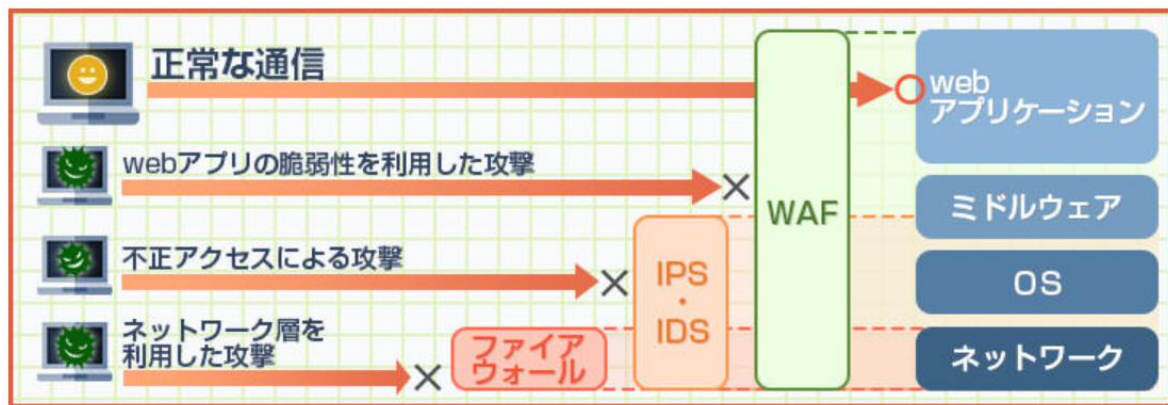 正常な通信
web
アプリケーション
webアプリの脆弱性を利用した攻撃
ミドルウェア
WAF
不正アクセスによる攻撃
IPS
・
IDS
OS
ネットワーク層を
利用した攻撃
ファイア
ウォール
ネットワーク